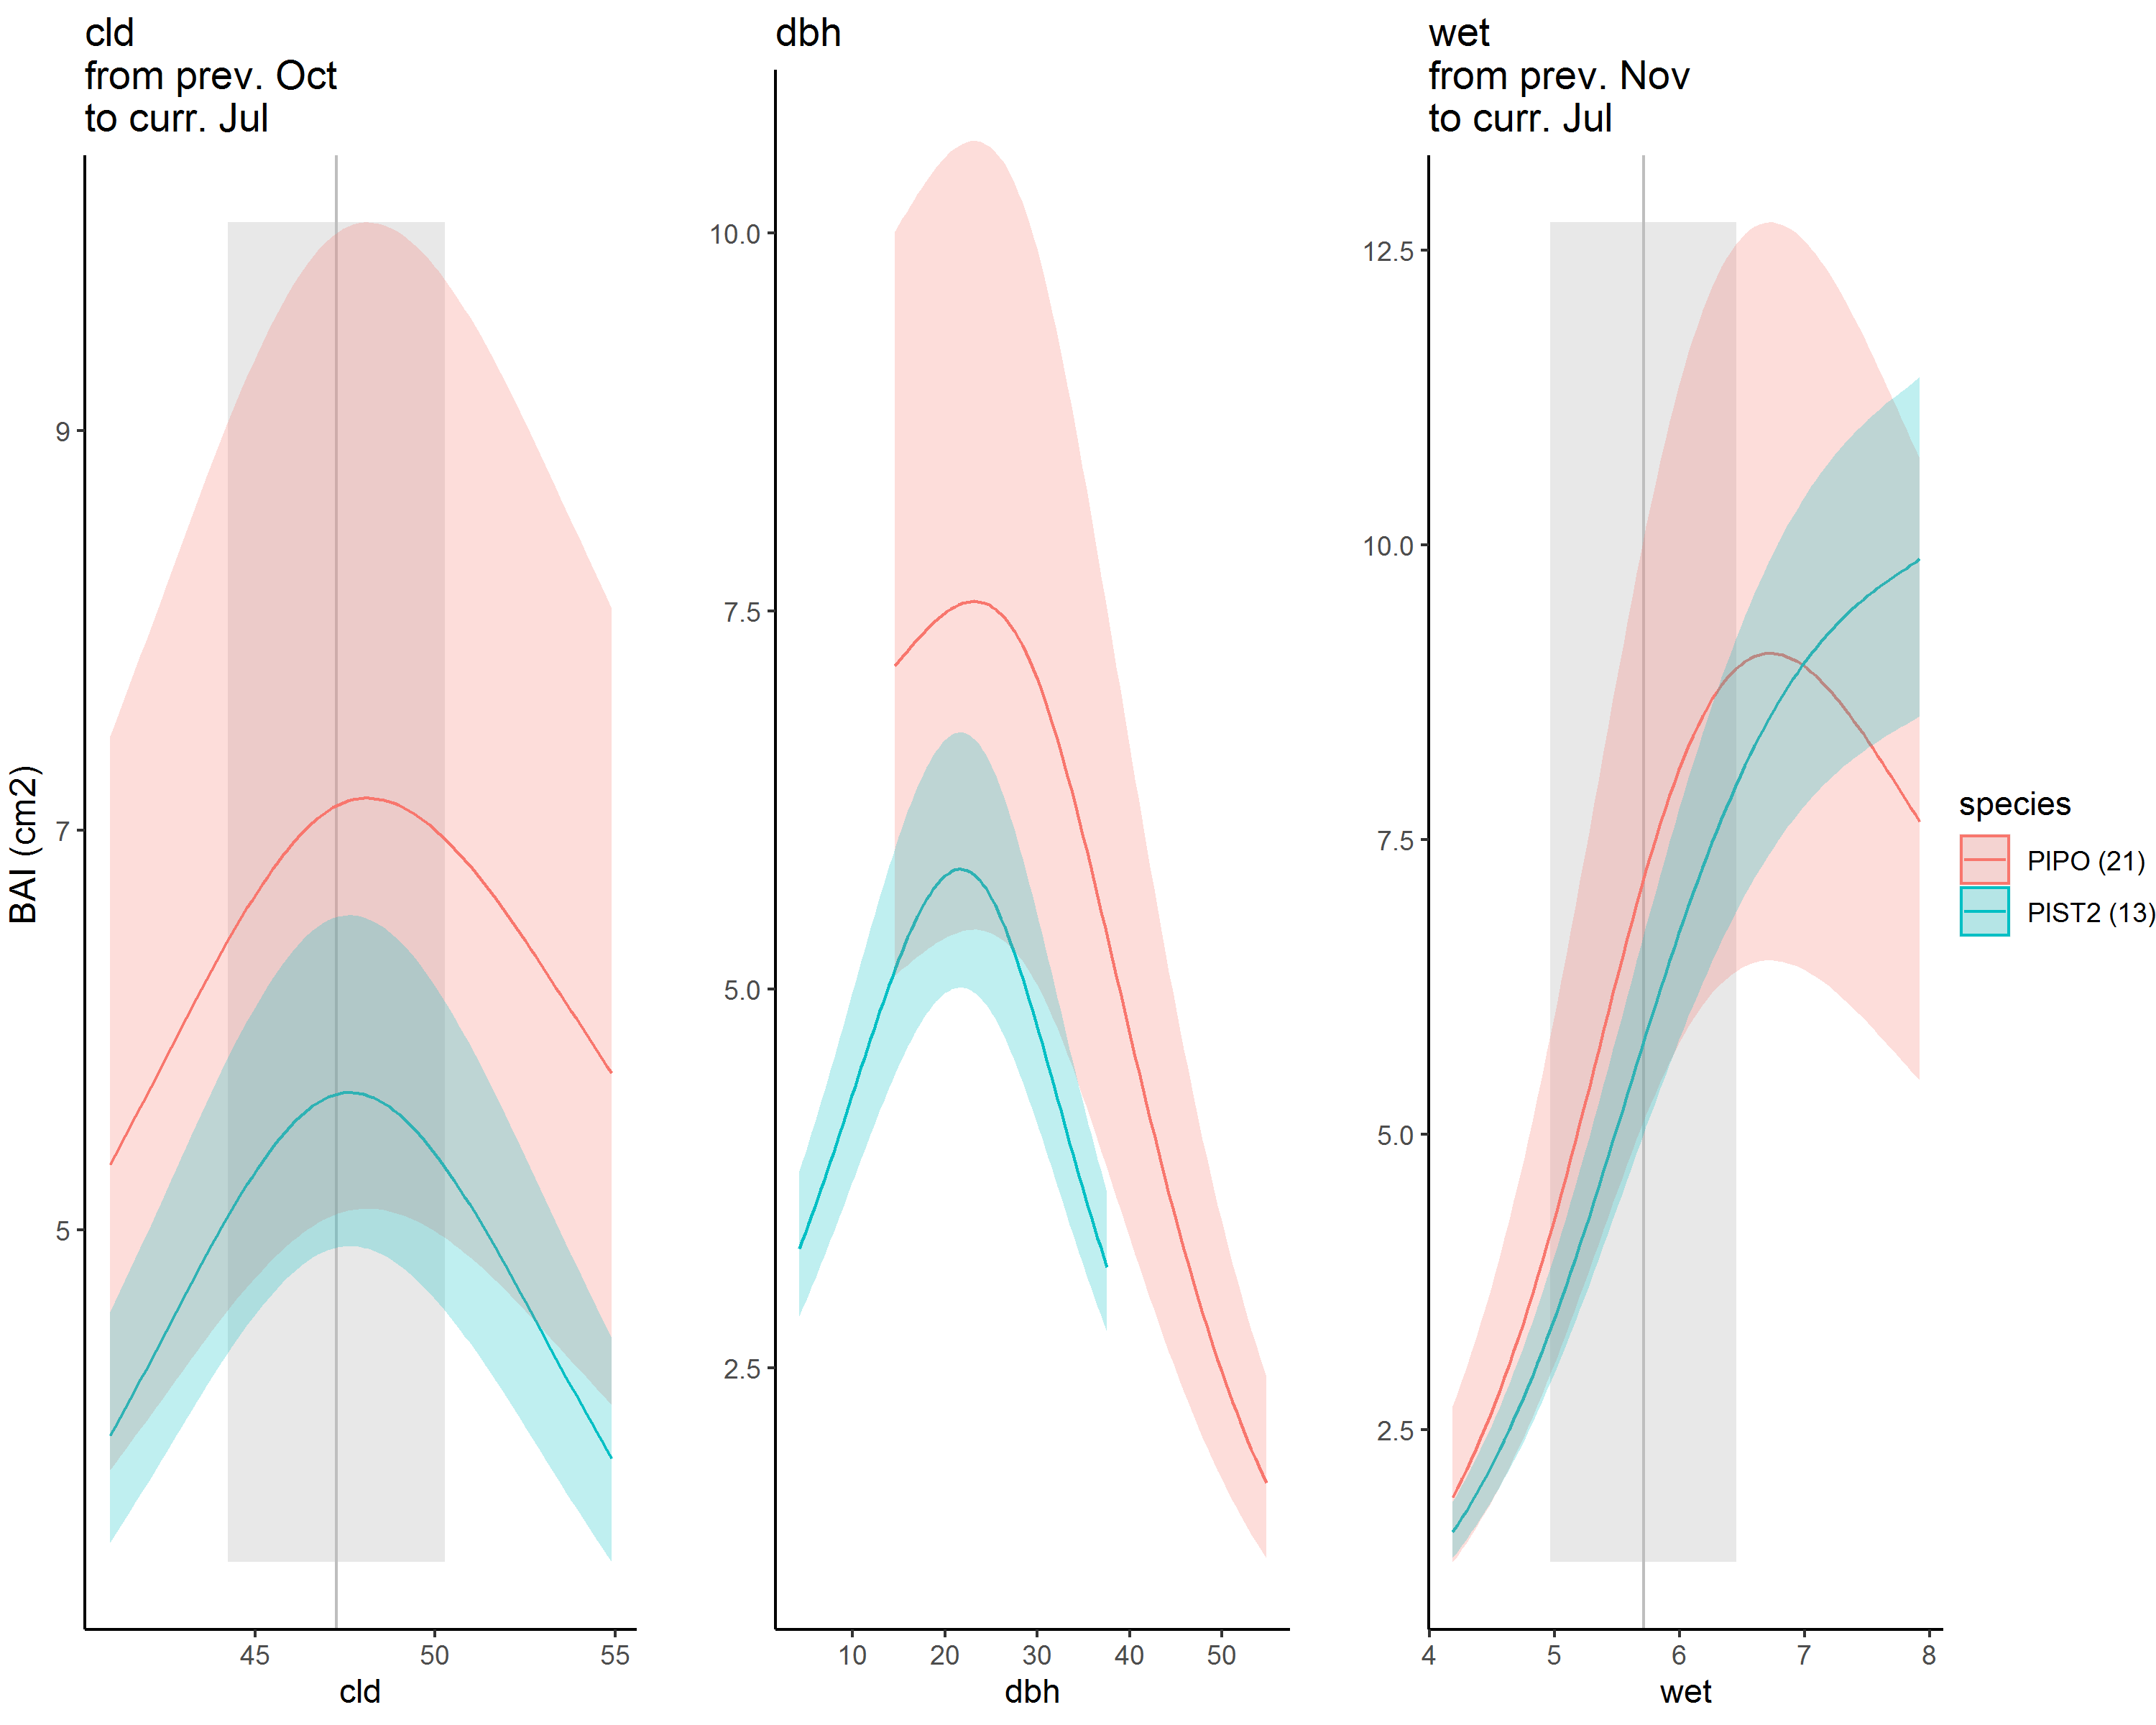 cld
from prev. Oct
to curr. Jul
BAI (cm2)
9
7
5
45 50 55
cld
dbh
10.0
7.5
5.0
2.5
10 20 30 40 50
dbh
wet
from prev. Nov
to curr. Jul
12.5
10.0
7.5
5.0
2.5
4 5 6 7 8
wet
species
PIPO (21)
PIST2 (13)